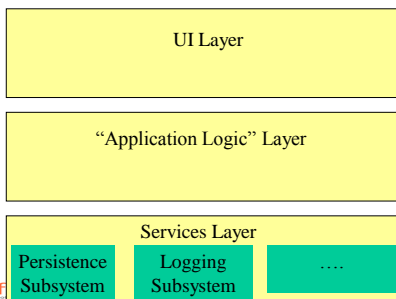 UI Layer
“Application Logic” Layer
Services Layer
Persistence
Subsystem
Logging
Subsystem
....